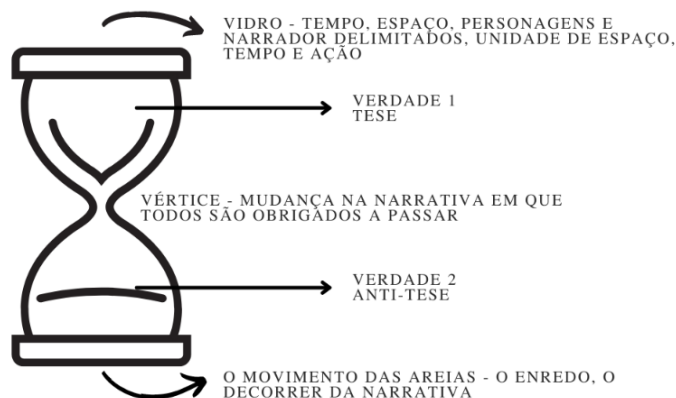 VIDRO - TEMPO, ESPAÇO, PERSONAGENS E
NARRADOR DELIMITADOS, UNIDADE DE ESPAÇO,
TEMPO E AÇÃO
VERDADE 1
TESE
VÉRTICE - MUDANÇA NA NARRATIVA EM QUE
TODOS SÃO OBRIGADOS A PASSAR
VERDADE 2
ANTI-TESE
O MOVIMENTO DAS AREIAS - O ENREDO, O
DECORRER DA NARRATIVA